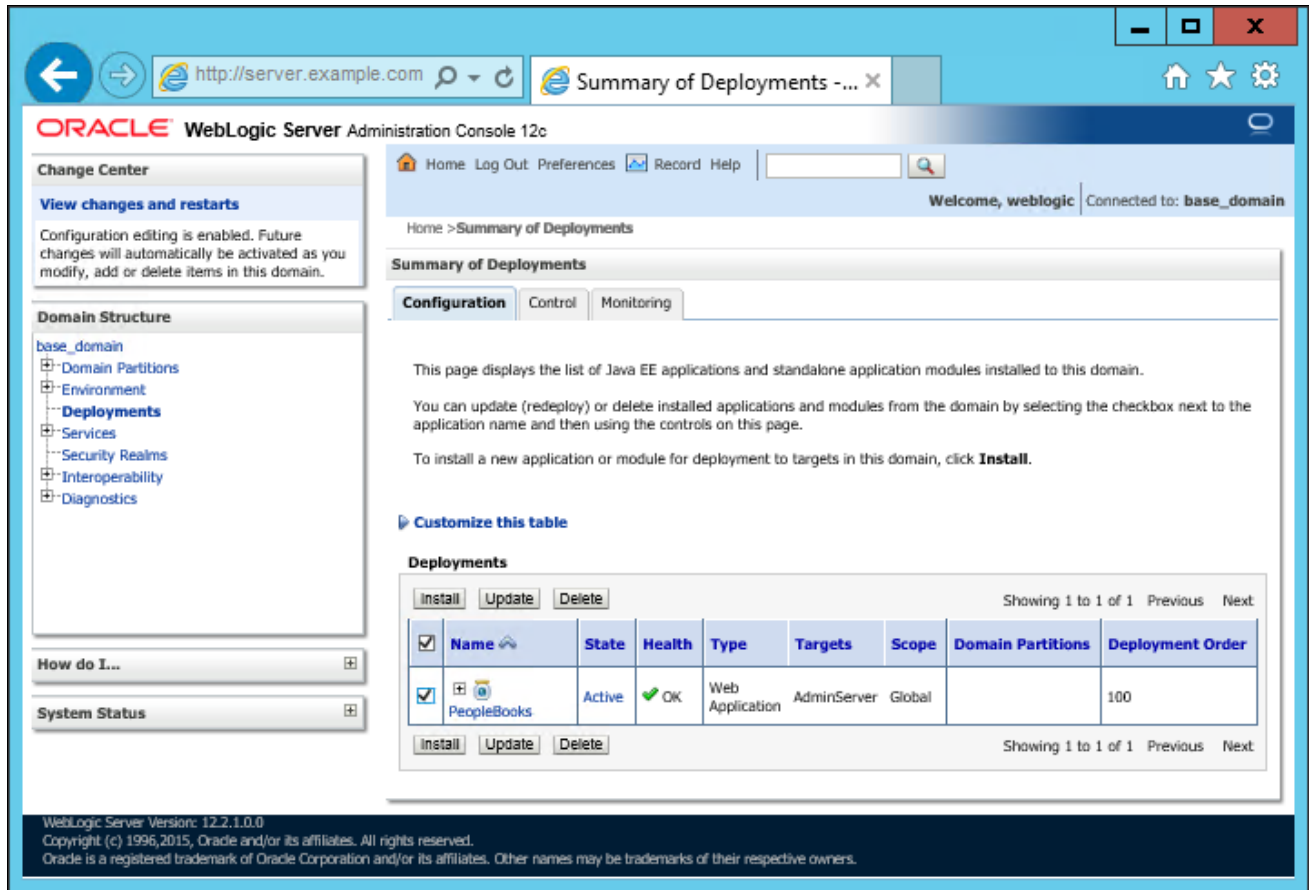 X
http://server.example.com
Summary of Deployments -...
ORACLE WebLogic Server Administration Console 12c
Change Center
View changes and restarts
Configuration editing is enabled. Future
changes will automatically be activated as you
modify, add or delete items in this domain.
Domain Structure
base_domain
Domain Partitions
Environment
Deployments
Services
Security Realms
Interoperability
Diagnostics
How do I...
System Status
Home Log Out Preferences Record Help
Welcome, weblogic Connected to: base_domain
Home >Summary of Deployments
Summary of Deployments
Configuration Control Monitoring
This page displays the list of Java EE applications and standalone application modules installed to this domain.
You can update (redeploy) or delete installed applications and modules from the domain by selecting the checkbox next to the
application name and then using the controls on this page.
To install a new application or module for deployment to targets in this domain, click Install.
Customize this table
Deployments
Install Update Delete Showing 1 to 1 of 1 Previous Next
Name State Health Type Targets Scope Domain Partitions Deployment Order
PeopleBooks Active OK Web Application AdminServer Global 100
Install Update Delete Showing 1 to 1 of 1 Previous Next
WebLogic Server Version: 12.2.1.0.0
Copyright (c) 1996,2015, Oracle and/or its affiliates. All rights reserved.
Oracle is a registered trademark of Oracle Corporation and/or its affiliates. Other names may be trademarks of their respective owners.